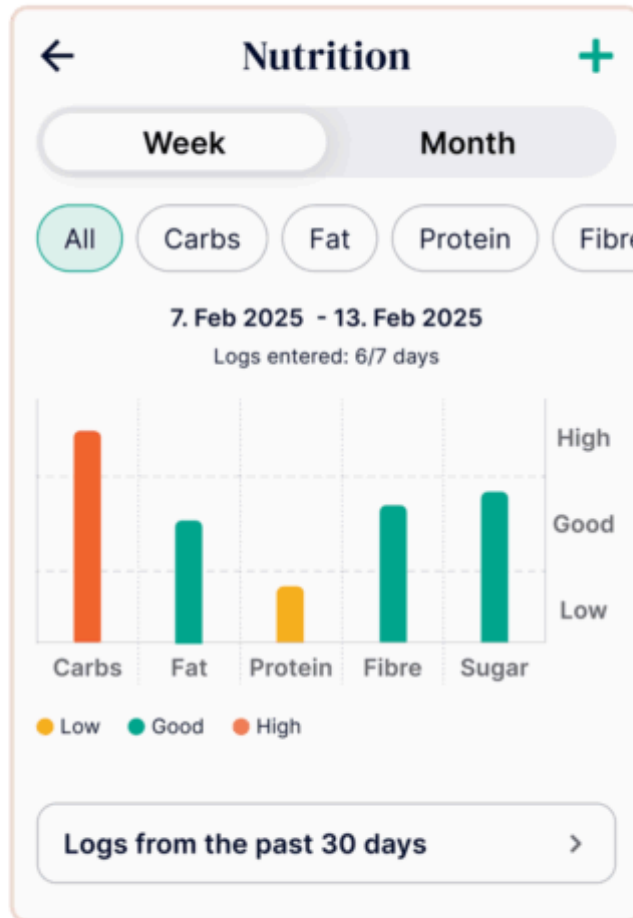 Nutrition
Week Month
All Carbs Fat Protein Fibre
7. Feb 2025 - 13. Feb 2025
Logs entered: 6/7 days
High
Good
Low
Carbs Fat Protein Fibre Sugar
Low Good High
Logs from the past 30 days